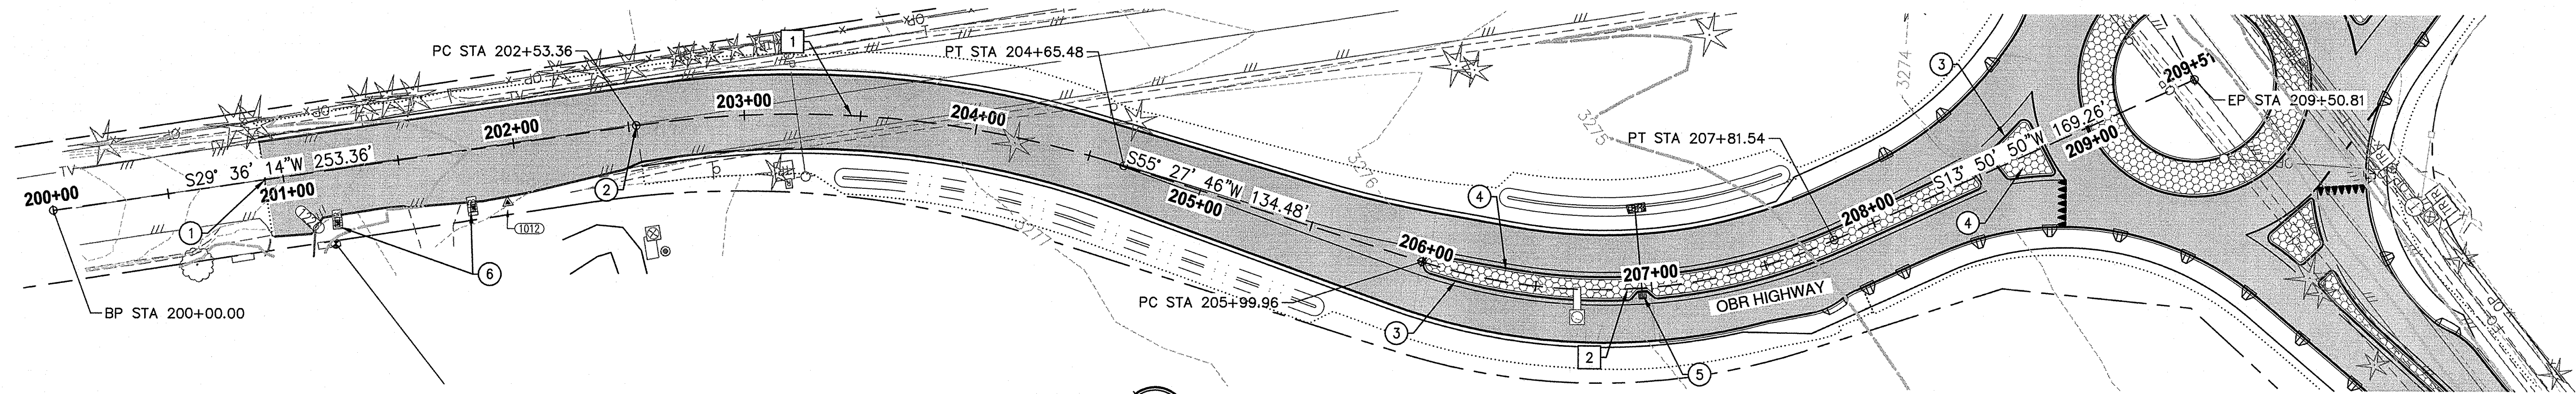 PC STA 202+53.36
1
PT STA 204+65.48
203+00
202+00
204+00
TV
S29° 36' 14"W 253.36'
200+00
201+00
1
2
1012
6
BP STA 200+00.00
3277
S55° 27' 46"W 134.48'
205+00
3276
3275
3274
4
206+00
PC STA 205+99.96
3
PT STA 207+81.54
207+00
208+00
2
5
OBR HIGHWAY
S13° 50' 50"W 169.26'
3
4
209+00
209+51
EP STA 209+50.81